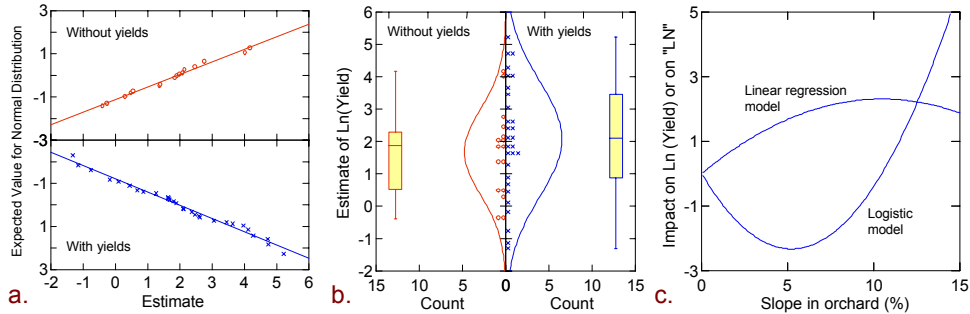 3
1
-1
-3
3
-1
1
3
-2 0 2 4 6
Expected Value for Normal Distribution
Without yields
With yields
Estimate
a.
6
5
4
3
2
1
0
-1
-2
Estimate of Ln(Yield)
Without yields With yields
15 10 5 0 5 10 15
Count Count
b.
5
3
1
-1
-3
-5
Impact on Ln (Yield) or on "LN"
Linear regression
model
Logistic
model
0 5 10 15
Slope in orchard (%)
c.